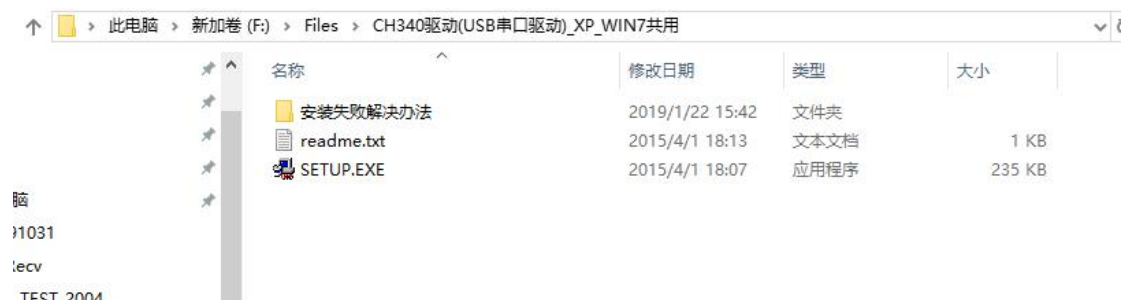 此电脑 › 新加卷 (F:) › Files › CH340驱动(USB串口驱动)_XP_WIN7共用
名称 修改日期 类型 大小
安装失败解决办法 2019/1/22 15:42 文件夹
readme.txt 2015/4/1 18:13 文本文档 1 KB
SETUP.EXE 2015/4/1 18:07 应用程序 235 KB
脑
91031
Recv
_TEST_2004